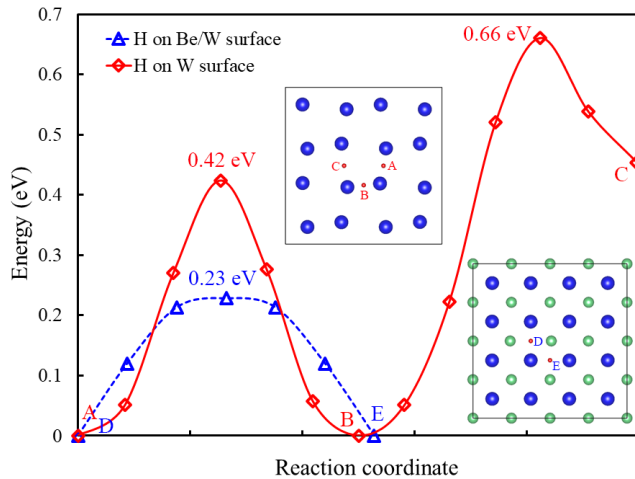 0.7
0.6
0.5
0.4
0.3
0.2
0.1
0
Energy (eV)
H on Be/W surface
H on W surface
0.66 eV
0.42 eV
0.23 eV
C
A
B
C
D
E
A
D
B
E
Reaction coordinate